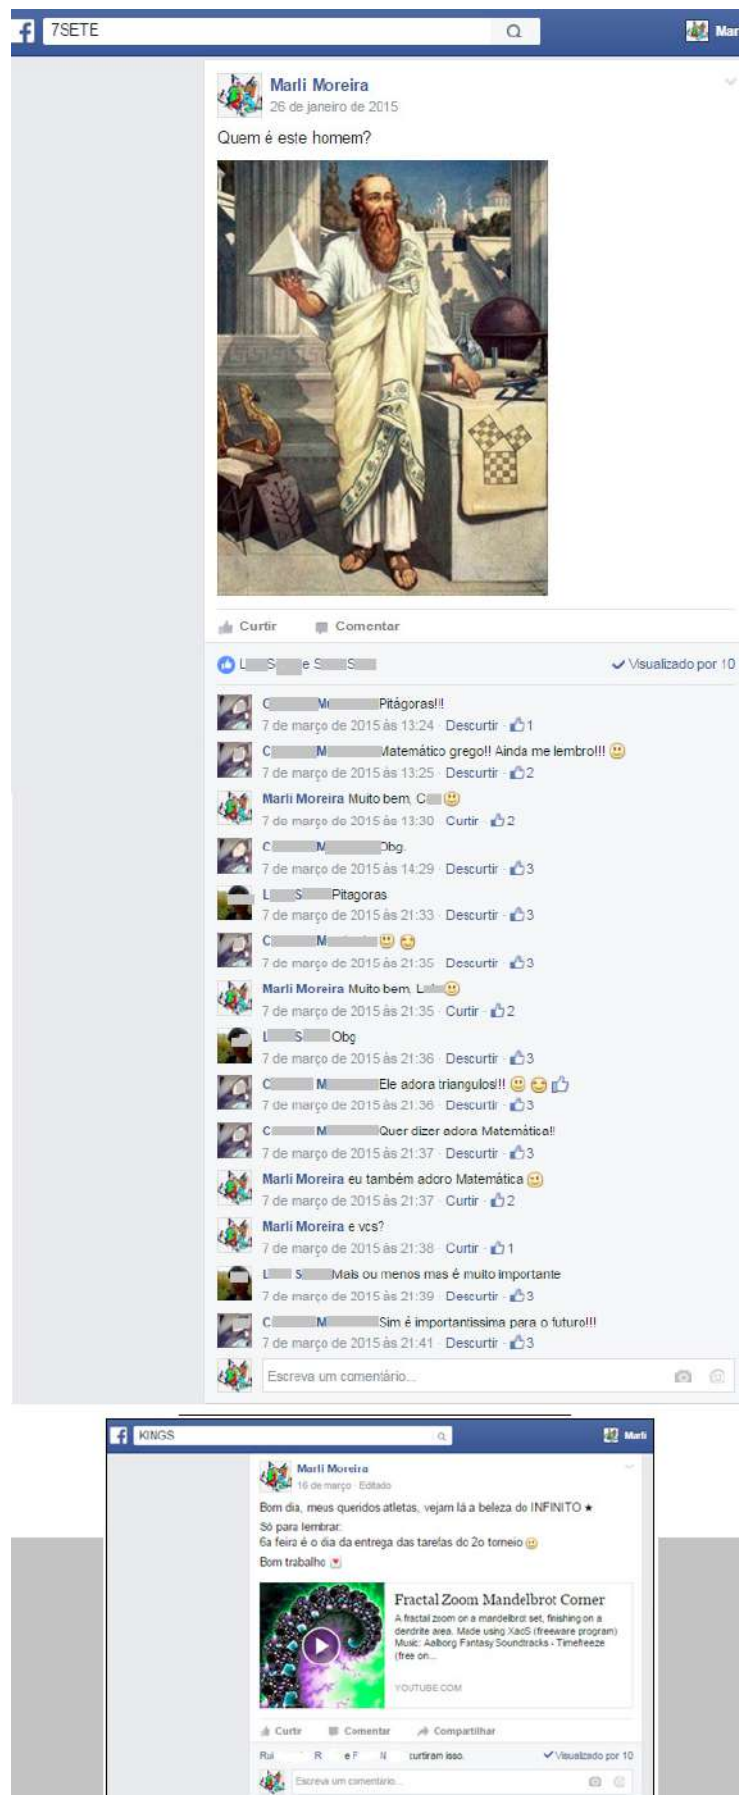 7SETE
Mar
Marli Moreira
26 de janeiro de 2015
Quem é este homem?
Curtir Comentar
L S e S S Visualizado por 10
C M Pitágoras!!!
7 de março de 2015 às 13:24 · Descurtir · 1
C M Matemático grego!! Ainda me lembro!!!
7 de março de 2015 às 13:25 · Descurtir · 2
Marli Moreira Muito bem, C
7 de março de 2015 às 13:30 · Curtir · 2
C M Obg.
7 de março de 2015 às 14:29 · Descurtir · 3
L S Pitagoras
7 de março de 2015 às 21:33 · Descurtir · 3
C M
7 de março de 2015 às 21:35 · Descurtir · 3
Marli Moreira Muito bem, L
7 de março de 2015 às 21:35 · Curtir · 2
L S Obg
7 de março de 2015 às 21:36 · Descurtir · 3
C M Ele adora triangulos!!!
7 de março de 2015 às 21:36 · Descurtir · 3
C M Quer dizer adora Matemática!!
7 de março de 2015 às 21:37 · Descurtir · 3
Marli Moreira eu também adoro Matemática
7 de março de 2015 às 21:37 · Curtir · 2
Marli Moreira e vcs?
7 de março de 2015 às 21:38 · Curtir · 1
L S Mais ou menos mas é muito importante
7 de março de 2015 às 21:39 · Descurtir · 3
C M Sim é importantissima para o futuro!!!
7 de março de 2015 às 21:41 · Descurtir · 3
Escreva um comentário...
KINGS
Marli
Marli Moreira
16 de março · Editado
Bom dia, meus queridos atletas, vejam lá a beleza do INFINITO ★
Só para lembrar:
6a feira é o dia da entrega das tarefas do 2o torneio
Bom trabalho
Fractal Zoom Mandelbrot Corner
A fractal zoom on a mandelbrot set, finishing on a
dendrite area. Made using XaoS (freeware program)
Music: Aalborg Fantasy Soundtracks - Timefreeze
(free on...
YOUTUBE.COM
Curtir Comentar Compartilhar
Rui R e F N curtiram isso. Visualizado por 10
Escreva um comentário...